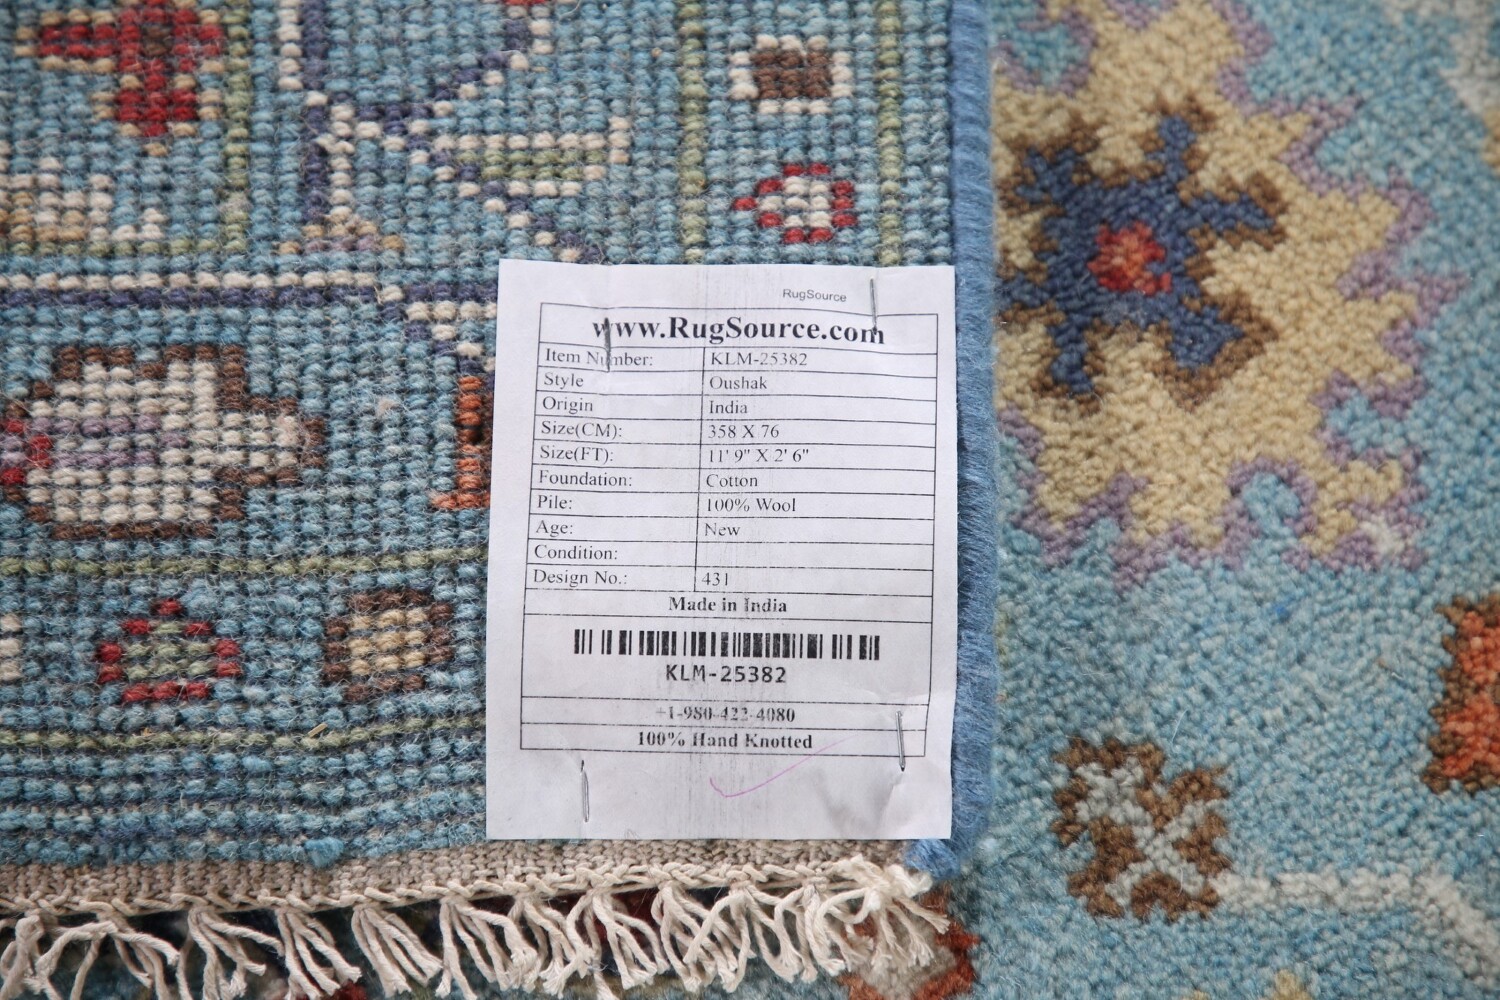 RugSource
www.RugSource.com
Item Number: KLM-25382
Style Oushak
Origin India
Size(CM): 358 X 76
Size(FT): 11' 9" X 2' 6"
Foundation: Cotton
Pile: 100% Wool
Age: New
Condition:
Design No.: 431
Made in India
KLM-25382
+1-980-422-4080
100% Hand Knotted